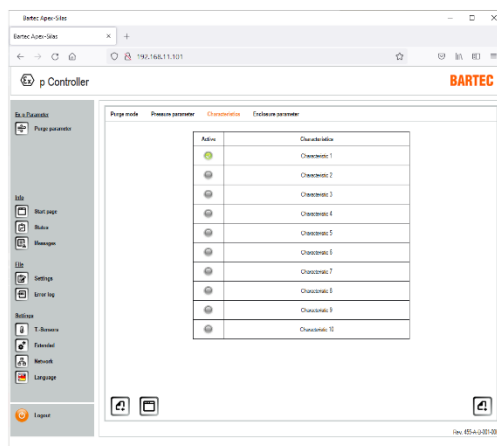 Bartec Apex-Silas
Bartec Apex-Silas
192.168.11.101
p Controller
BARTEC
Ex p Parameter
Purge parameter
Info
Start page
Status
Messages
File
Settings
Error log
Settings
T.-Sensors
Extended
Network
Language
Logout
Purge mode Pressure parameter Characteristics Enclosure parameter
Active Characteristics
Characteristic 1
Characteristic 2
Characteristic 3
Characteristic 4
Characteristic 5
Characteristic 6
Characteristic 7
Characteristic 8
Characteristic 9
Characteristic 10